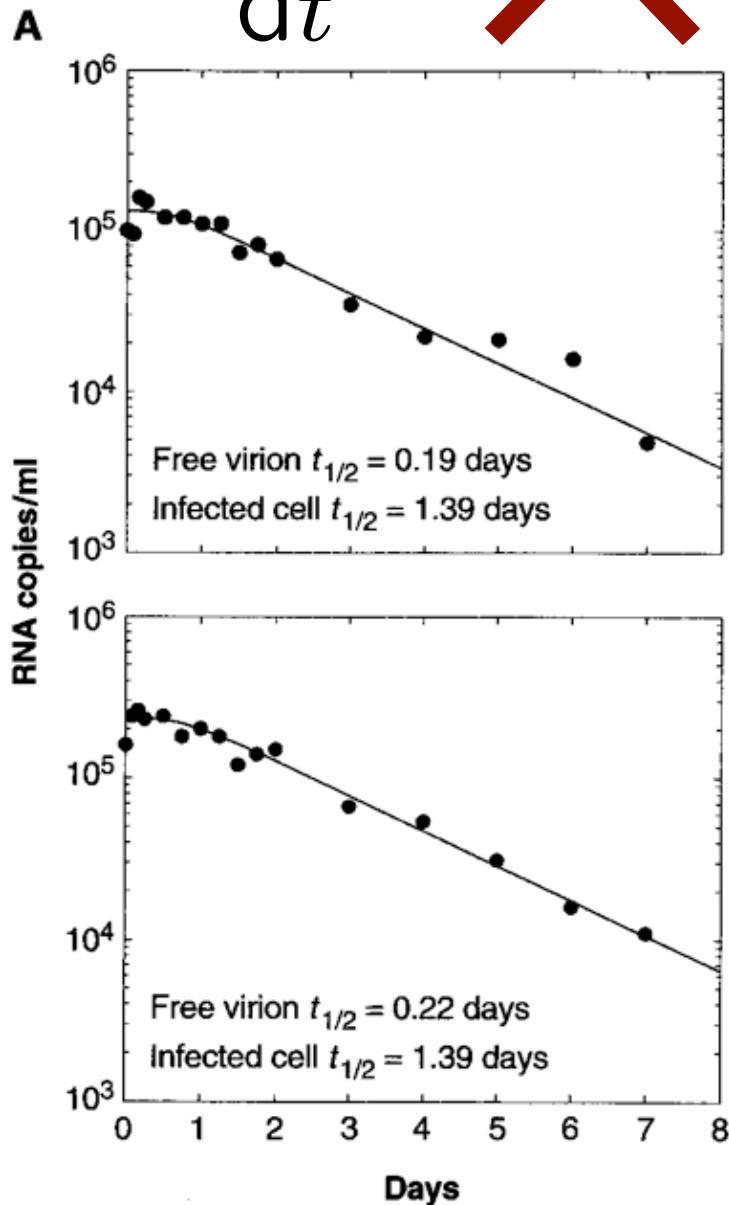 dt
A
10⁶
10⁵
10⁴
10³
Free virion t₁/₂ = 0.19 days
Infected cell t₁/₂ = 1.39 days
RNA copies/ml
10⁶
10⁵
10⁴
10³
Free virion t₁/₂ = 0.22 days
Infected cell t₁/₂ = 1.39 days
0 1 2 3 4 5 6 7 8
Days